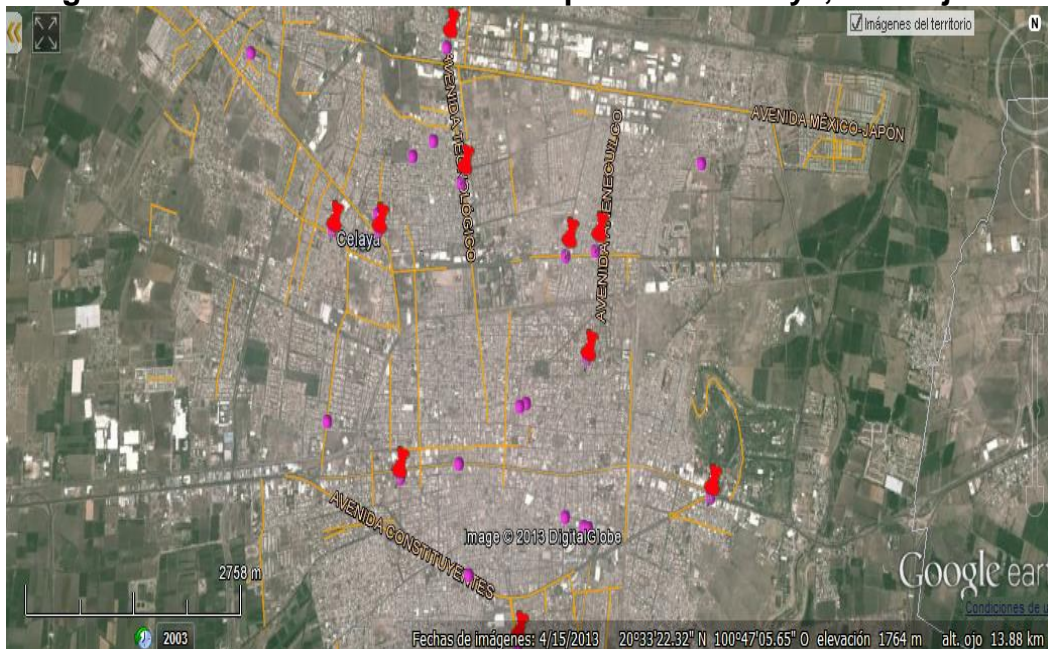 Imágenes del territorio
N
AVENIDA MÉXICO-JAPÓN
AVENIDA TECNOLÓGICO
Celaya
AVENIDA CONSTITUYENTES
Image © 2013 DigitalGlobe
2758 m
Google ear
Condiciones de u
2003
Fechas de imágenes: 4/15/2013 20°33'22.32" N 100°47'05.65" O elevación 1764 m alt. ojo 13.88 km